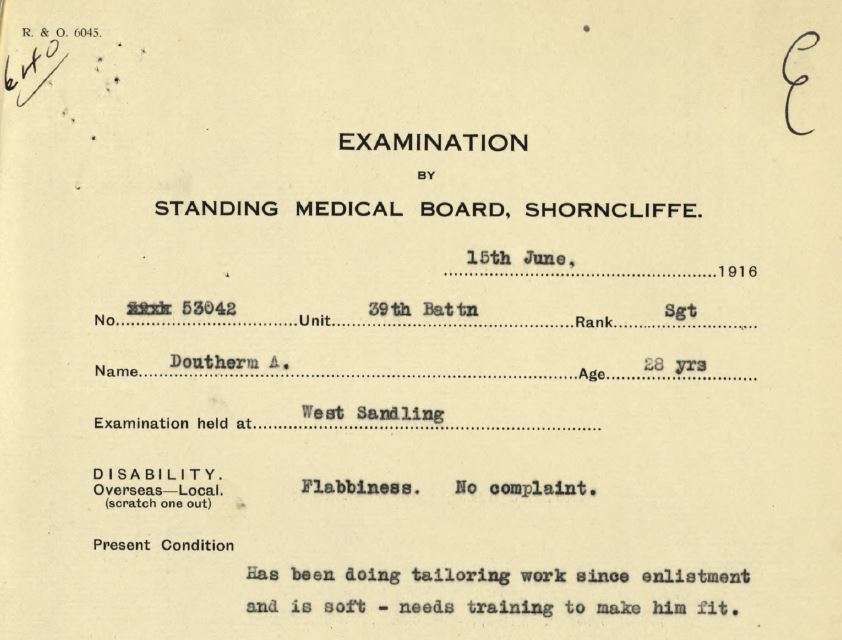 R. & O. 6045.
640
E
EXAMINATION
BY
STANDING MEDICAL BOARD, SHORNCLIFFE.
15th June, 1916
No. 53042 Unit 39th Battn Rank Sgt
Name Doutherm A. Age 28 yrs
Examination held at West Sandling
DISABILITY.
Overseas—Local. Flabbiness. No complaint.
(scratch one out)
Present Condition
Has been doing tailoring work since enlistment
and is soft - needs training to make him fit.